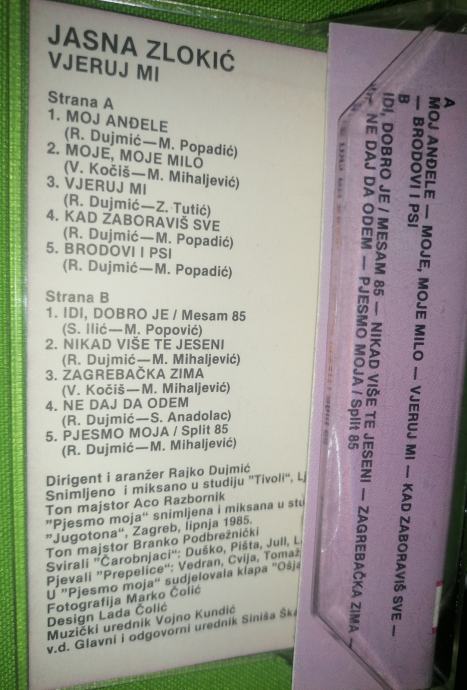 JASNA ZLOKIĆ
VJERUJ MI
Strana A
1. MOJ ANĐELE
(R. Dujmić—M. Popadić)
2. MOJE, MOJE MILO
(V. Kočiš—M. Mihaljević)
3. VJERUJ MI
(R. Dujmić—Z. Tutić)
4. KAD ZABORAVIŠ SVE
(R. Dujmić—M. Popadić)
5. BRODOVI I PSI
(R. Dujmić—M. Popadić)
Strana B
1. IDI, DOBRO JE / Mesam 85
(S. Ilić—M. Popović)
2. NIKAD VIŠE TE JESENI
(R. Dujmić—M. Mihaljević)
3. ZAGREBAČKA ZIMA
(V. Kočiš—M. Mihaljević)
4. NE DAJ DA ODEM
(R. Dujmić—S. Anadolac)
5. PJESMO MOJA / Split 85
(R. Dujmić—M. Mihaljević)
Dirigent i aranžer Rajko Dujmić
Snimljeno i miksano u studiju "Tivoli",
Ton majstor Aco Razbornik
"Pjesmo moja" snimljena i miksana u
"Jugotona", Zagreb, lipnja 1985.
Ton majstor Branko Podbrežnički
Svirali "Čarobnjaci": Duško, Pišta, Jull,
Pjevali "Prepelice": Vedran, Cvija,
U "Pjesmo moja" sudjelovala klapa
Fotografija Marko Čolić
Design Lada Čolić
Muzički urednik Vojno Kundić
v.d. Glavni i odgovorni urednik Siniša
A
MOJ ANĐELE — MOJE, MOJE MILO — VJERUJ MI — KAD ZABORAVIŠ SVE —
— BRODOVI I PSI
B
IDI, DOBRO JE / MESAM 85 — NIKAD VIŠE TE JESENI — ZAGREBAČKA ZIMA —
NE DAJ DA ODEM — PJESMO MOJA / Split 85